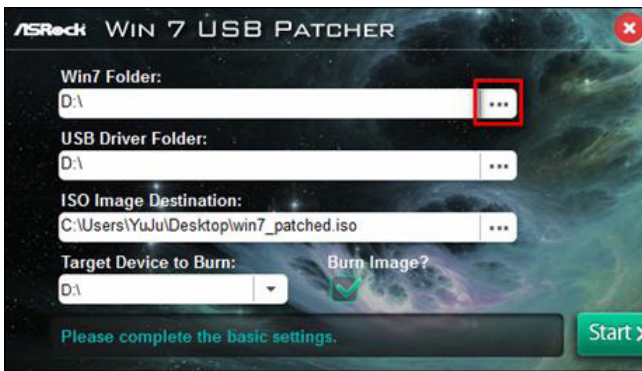 ASRock WIN 7 USB PATCHER
Win7 Folder:
D:\
USB Driver Folder:
D:\
ISO Image Destination:
C:\Users\YuJu\Desktop\win7_patched.iso
Target Device to Burn: Burn Image?
D:\
Please complete the basic settings.
Start